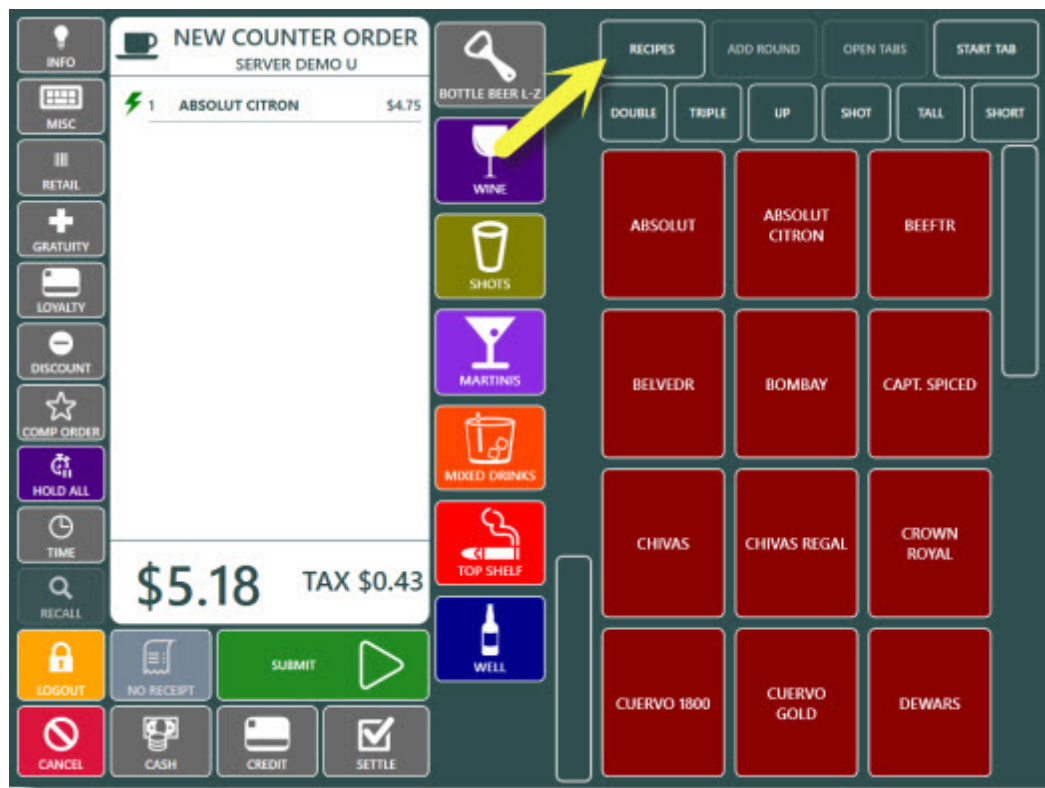 INFO
MISC
RETAIL
GRATUITY
LOYALTY
DISCOUNT
COMP ORDER
HOLD ALL
TIME
RECALL
LOGOUT
CANCEL
NEW COUNTER ORDER
SERVER DEMO U
1 ABSOLUT CITRON $4.75
$5.18 TAX $0.43
NO RECEIPT
SUBMIT
CASH
CREDIT
SETTLE
BOTTLE BEER L-Z
WINE
SHOTS
MARTINIS
MIXED DRINKS
TOP SHELF
WELL
RECIPES
ADD ROUND
OPEN TABS
START TAB
DOUBLE
TRIPLE
UP
SHOT
TALL
SHORT
ABSOLUT
ABSOLUT
CITRON
BEEFTR
BELVEDR
BOMBAY
CAPT. SPICED
CHIVAS
CHIVAS REGAL
CROWN
ROYAL
CUERVO 1800
CUERVO
GOLD
DEWARS